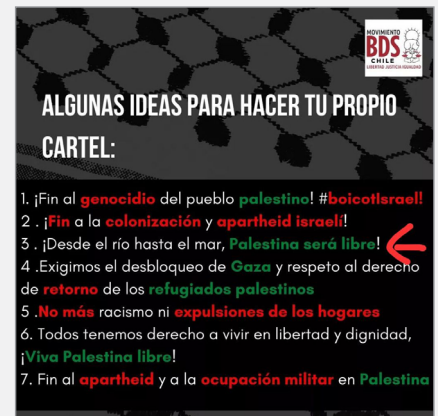 MOVIMIENTO
BDS
CHILE
LIBERTAD JUSTICIA IGUALDAD
ALGUNAS IDEAS PARA HACER TU PROPIO
CARTEL:
1. ¡Fin al genocidio del pueblo palestino! #boicotIsrael!
2 . ¡Fin a la colonización y apartheid israelí!
3 . ¡Desde el río hasta el mar, Palestina será libre!
4 .Exigimos el desbloqueo de Gaza y respeto al derecho
de retorno de los refugiados palestinos
5 .No más racismo ni expulsiones de los hogares
6. Todos tenemos derecho a vivir en libertad y dignidad,
¡Viva Palestina libre!
7. Fin al apartheid y a la ocupación militar en Palestina